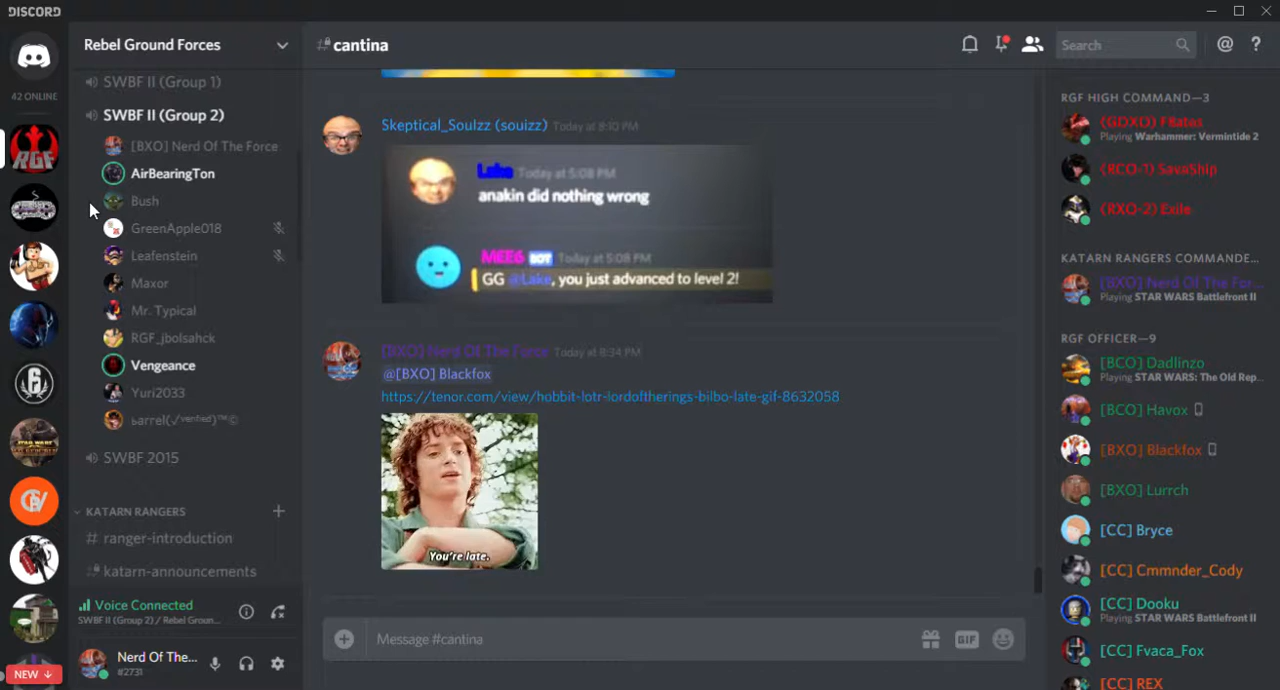 DISCORD
42 ONLINE
RGF
NEW ↓
Rebel Ground Forces
SWBF II (Group 1)
SWBF II (Group 2)
[BXO] Nerd Of The Force
AirBearingTon
Bush
GreenApple018
Leafenstein
Maxor
Mr. Typical
RGF_jbolsahck
Vengeance
Yuri2033
SWBF 2015
KATARN RANGERS
# ranger-introduction
katarn-announcements
Voice Connected
SWBF II (Group 2) / Rebel Groun...
Nerd Of The...
#2731
cantina
Search
Skeptical_Soulzz (souizz) Today at 8:10 PM
Lake Today at 5:08 PM
anakin did nothing wrong
MEE6 BOT Today at 5:08 PM
GG @Lake, you just advanced to level 2!
[BXO] Nerd Of The Force Today at 8:34 PM
@[BXO] Blackfox
https://tenor.com/view/hobbit-lotr-lordoftherings-bilbo-late-gif-8632058
You're late.
Message #cantina
GIF
RGF HIGH COMMAND—3
Playing Warhammer: Vermintide 2
(RCO-1) SavaShip
(RXO-2) Exile
KATARN RANGERS COMMANDE...
[BXO] Nerd Of The For...
Playing STAR WARS Battlefront II
RGF OFFICER—9
[BCO] Dadlinzo
Playing STAR WARS: The Old Rep...
[BCO] Havox
[BXO] Blackfox
[BXO] Lurrch
[CC] Bryce
[CC] Cmmnder_Cody
[CC] Dooku
Playing STAR WARS Battlefront II
[CC] Fvaca_Fox
[CC] REX